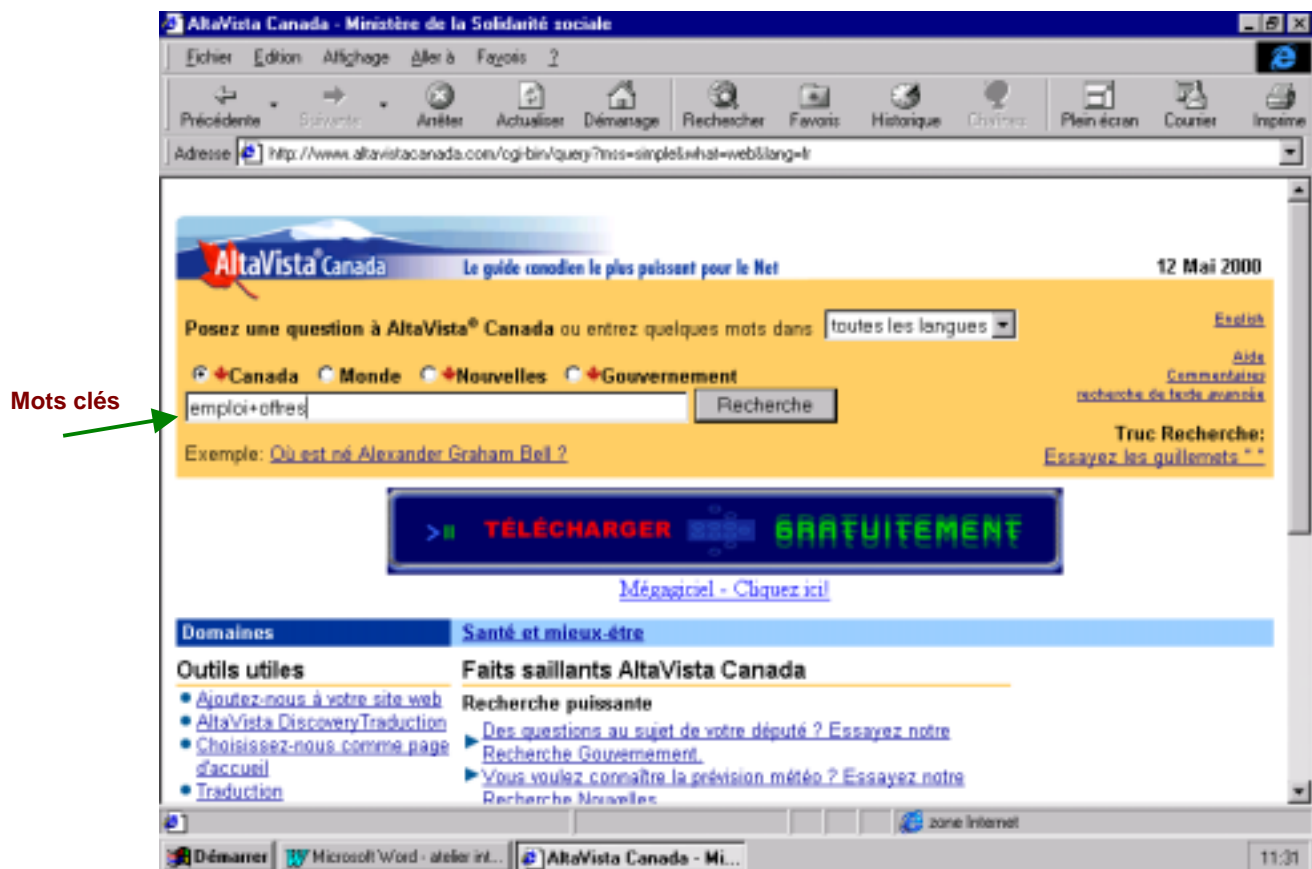 AltaVista Canada - Ministère de la Solidarité sociale
Fichier Edition Affichage Aller à Favoris ?
Précédente Suivante Arrêter Actualiser Démarrage Rechercher Favoris Historique Chaînes Plein écran Courrier Imprime
Adresse http://www.altavistacanada.com/cgi-bin/query?mss=simple&what=web&lang=fr
AltaVista® Canada Le guide canadien le plus puissant pour le Net 12 Mai 2000
Posez une question à AltaVista® Canada ou entrez quelques mots dans toutes les langues
English
Aide
Canada Monde Nouvelles Gouvernement
Commentaires
Mots clés
emploi+offres Recherche
recherche de texte avancée
Truc Recherche:
Exemple: Où est né Alexander Graham Bell ?
Essayez les guillemets " "
>II TÉLÉCHARGER GRATUITEMENT
Mégagiciel - Cliquez ici!
Domaines Santé et mieux-être
Outils utiles Faits saillants AltaVista Canada
Ajoutez-nous à votre site web Recherche puissante
AltaVista DiscoveryTraduction Des questions au sujet de votre député ? Essayez notre
Choisissez-nous comme page Recherche Gouvernement.
d'accueil Vous voulez connaître la prévision météo ? Essayez notre
Traduction Recherche Nouvelles
zone Internet
Démarrer Microsoft Word - atelier int... AltaVista Canada - Mi... 11:31